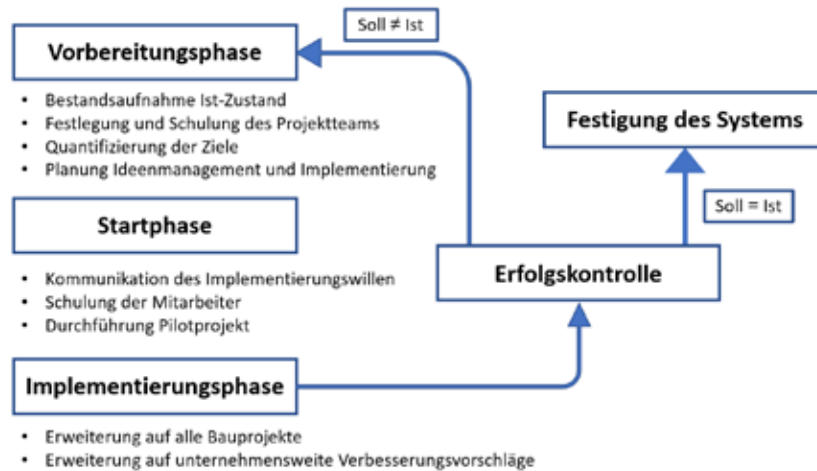 Soll ≠ Ist
Vorbereitungsphase
• Bestandsaufnahme Ist-Zustand
• Festlegung und Schulung des Projektteams
• Quantifizierung der Ziele
• Planung Ideenmanagement und Implementierung
Festigung des Systems
Soll = Ist
Startphase
• Kommunikation des Implementierungswillen
• Schulung der Mitarbeiter
• Durchführung Pilotprojekt
Erfolgskontrolle
Implementierungsphase
• Erweiterung auf alle Bauprojekte
• Erweiterung auf unternehmensweite Verbesserungsvorschläge